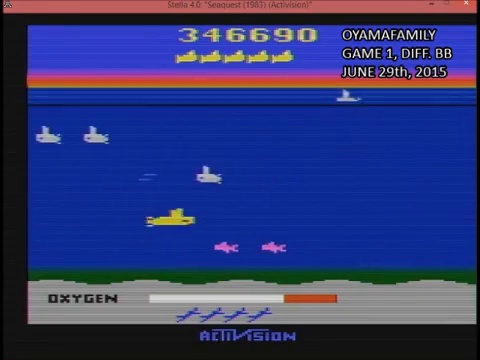 Stella 4.0: "Seaquest (1983) (Activision)"
346690
OYAMAFAMILY
GAME 1, DIFF. BB
JUNE 29th, 2015
OXYGEN
ACTIVISION